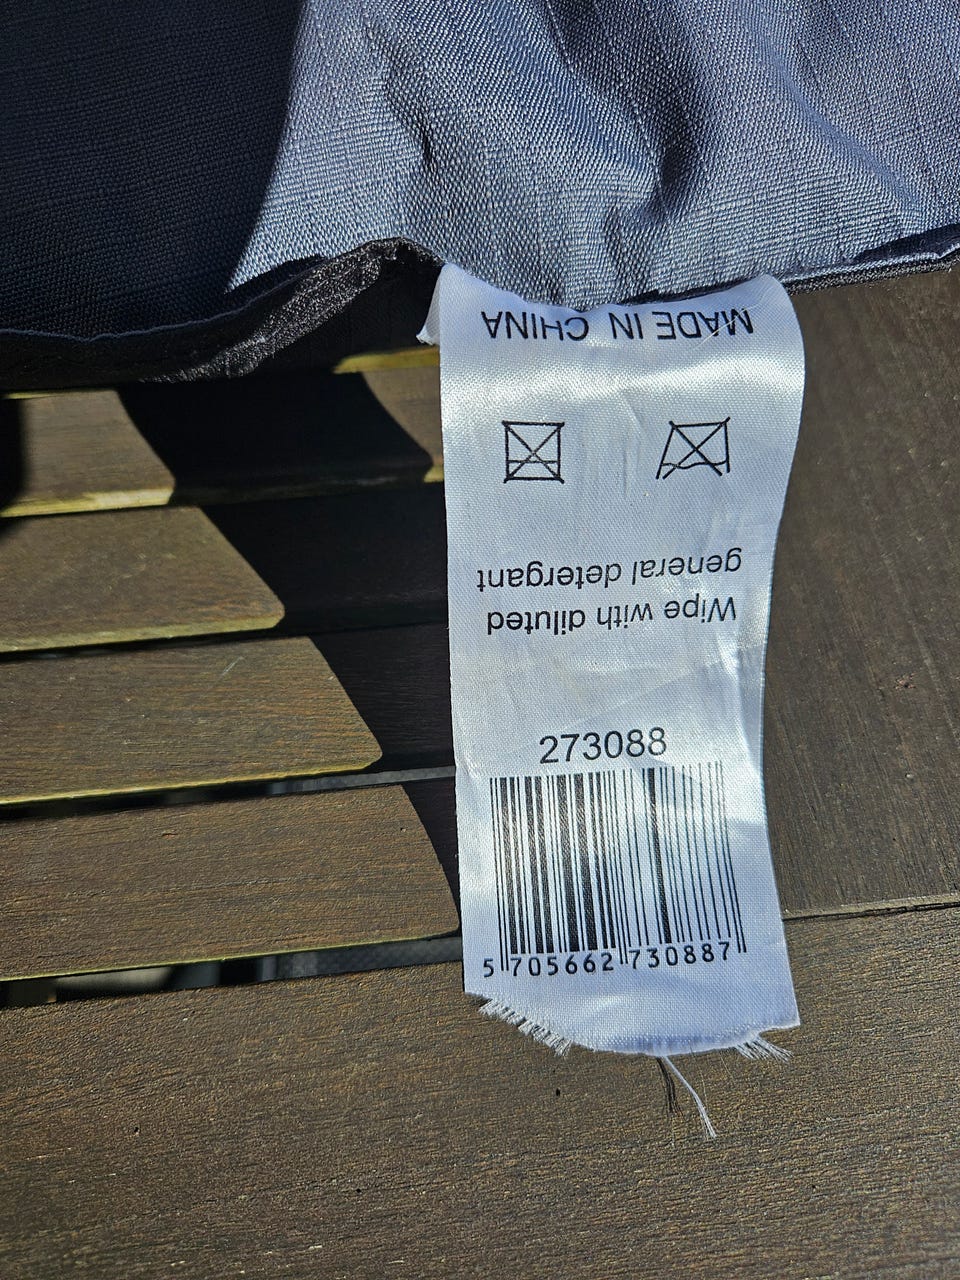 MADE IN CHINA
Wipe with diluted
general detergant
273088
5 705662 730887